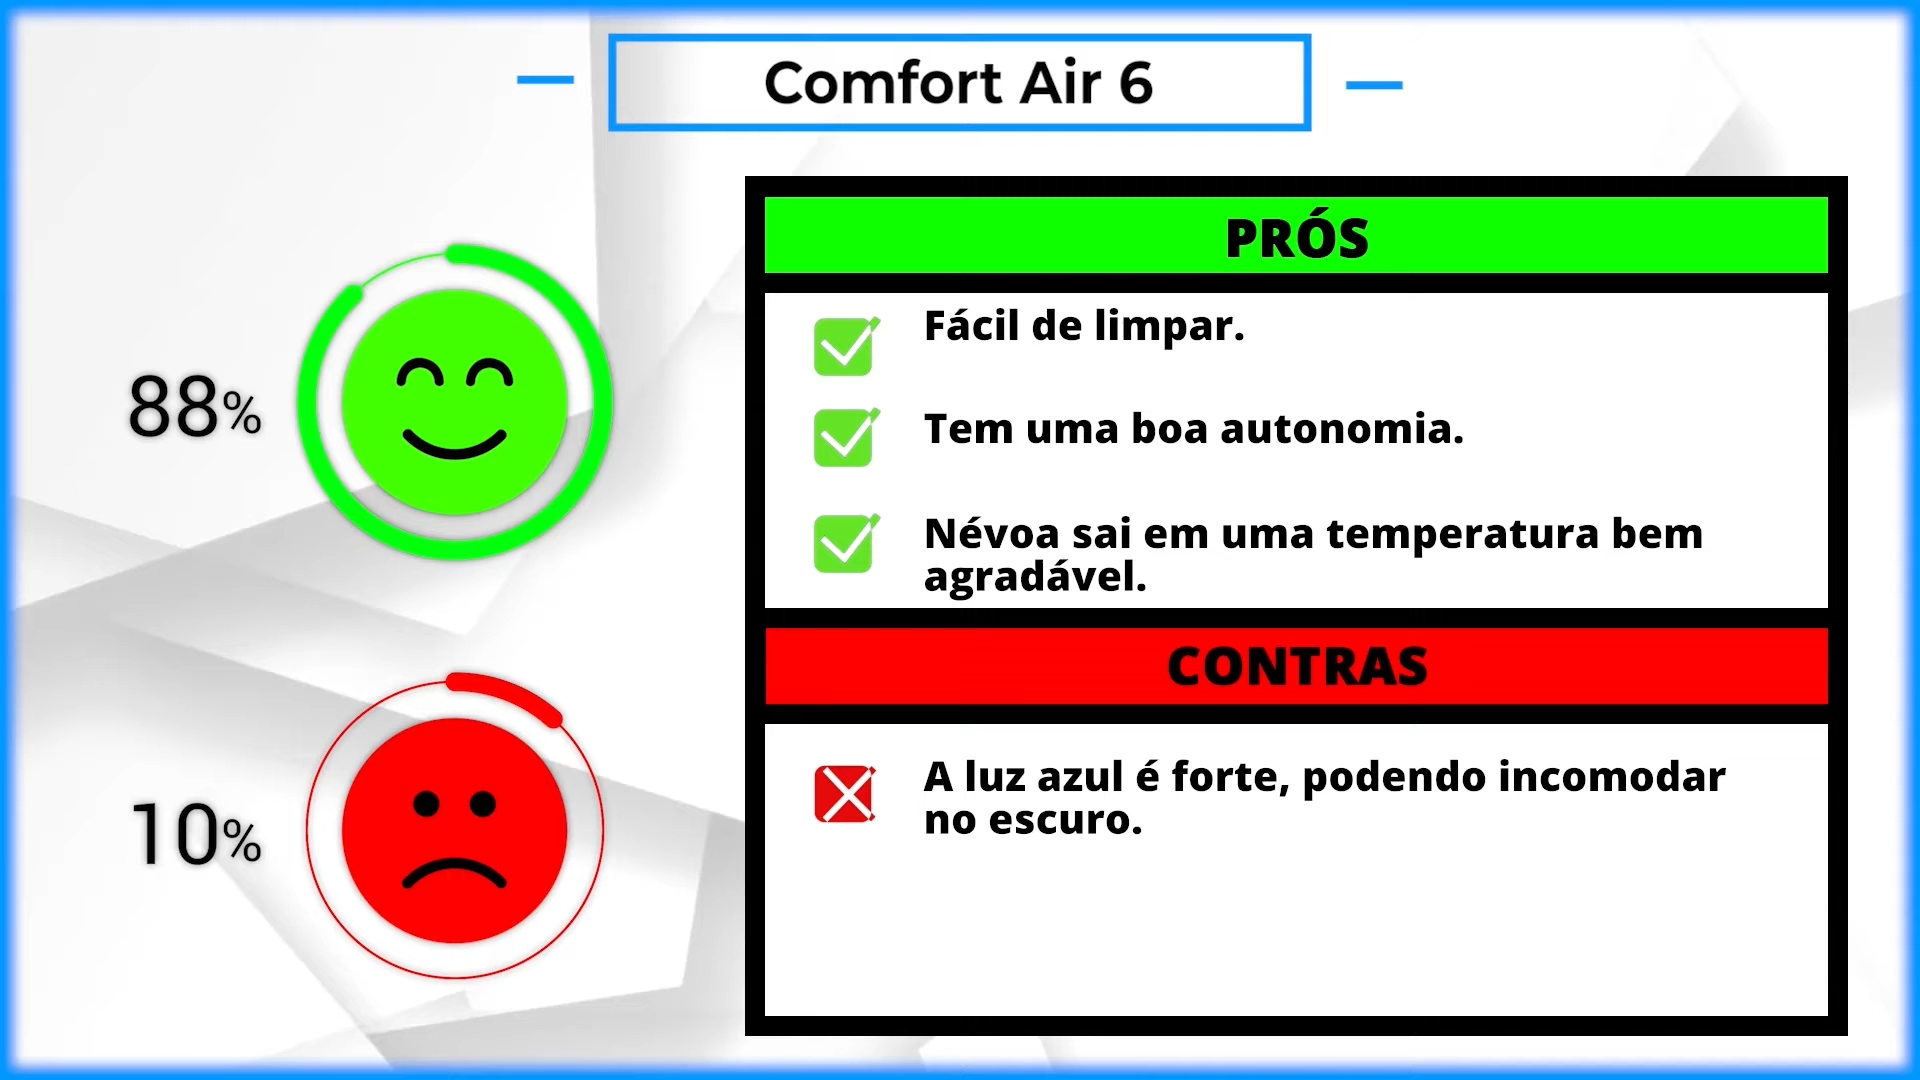 Comfort Air 6
PRÓS
Fácil de limpar.
Tem uma boa autonomia.
Névoa sai em uma temperatura bem
agradável.
CONTRAS
A luz azul é forte, podendo incomodar
no escuro.
88%
10%